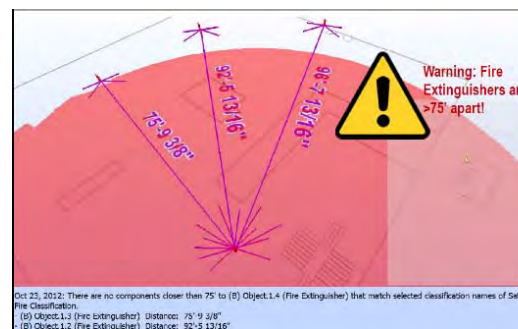 Warning: Fire
Extinguishers ar
>75' apart!
75'-9 3/8"
92'-5 13/16"
98'-7 13/16"
Oct 23, 2012: There are no components closer than 75' to (B) Object.1.4 (Fire Extinguisher) that match selected classification names of Sa
Fire Classification.
- (B) Object.1.3 (Fire Extinguisher) Distance: 75'-9 3/8"
- (B) Object.1.2 (Fire Extinguisher) Distance: 92'-5 13/16"